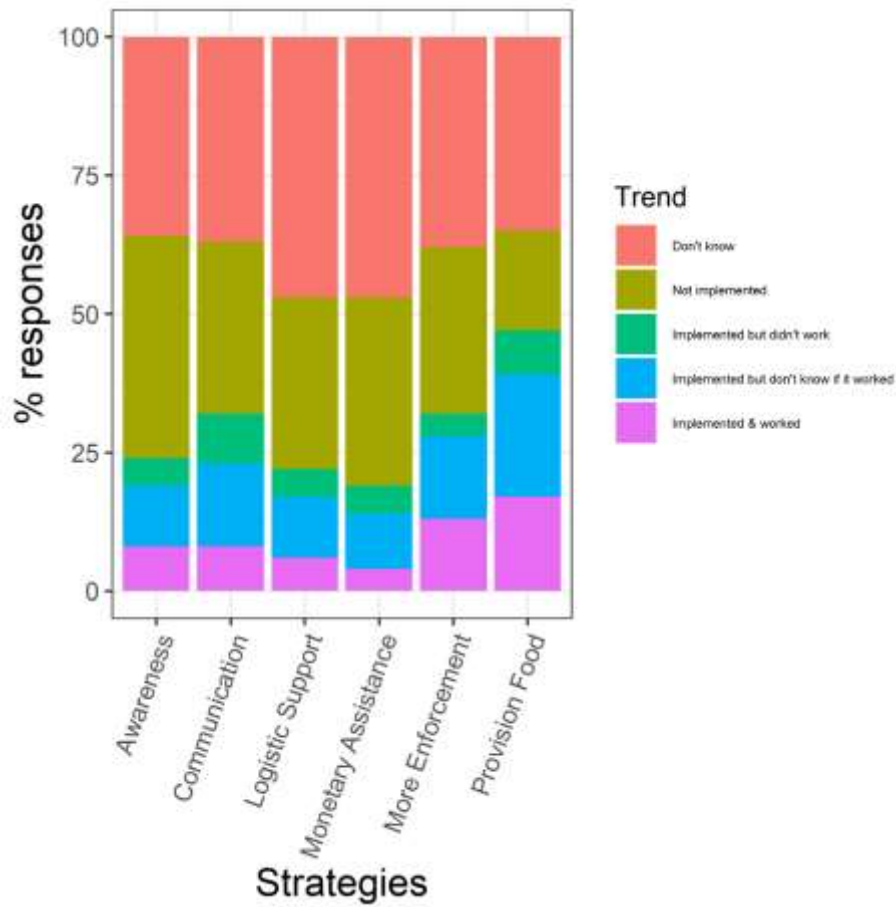 % responses
100
75
50
25
0
Awareness
Communication
Logistic Support
Monetary Assistance
More Enforcement
Provision Food
Strategies
Trend
Don't know
Not implemented
Implemented but didn't work
Implemented but don't know if it worked
Implemented & worked